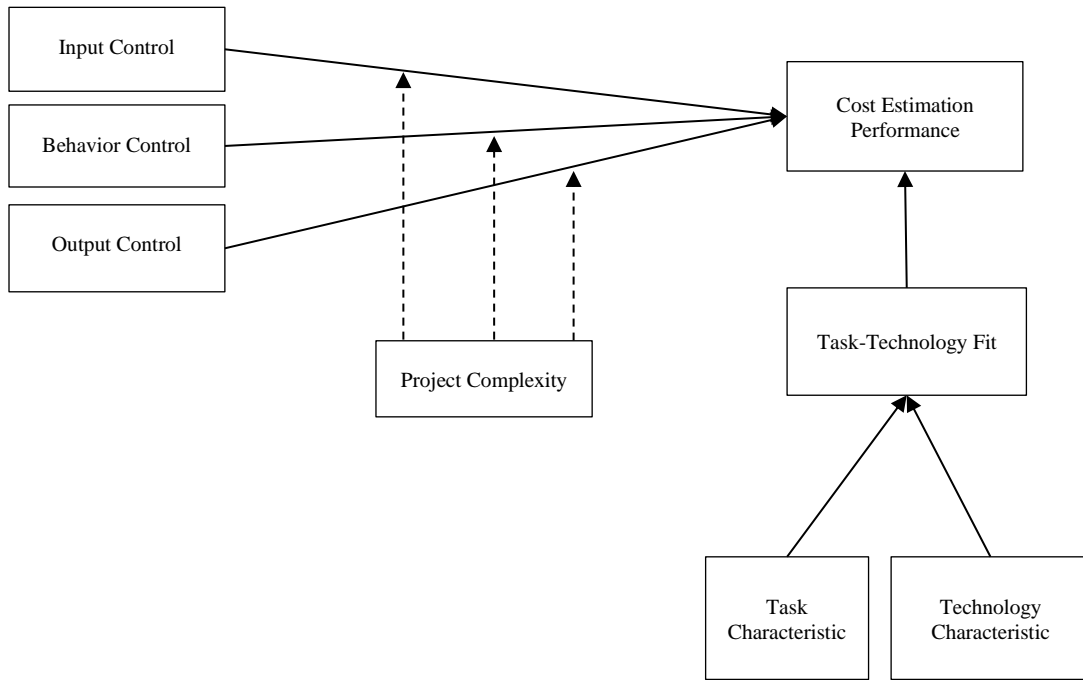 Input Control
Behavior Control
Output Control
Cost Estimation
Performance
Project Complexity
Task-Technology Fit
Task
Characteristic
Technology
Characteristic